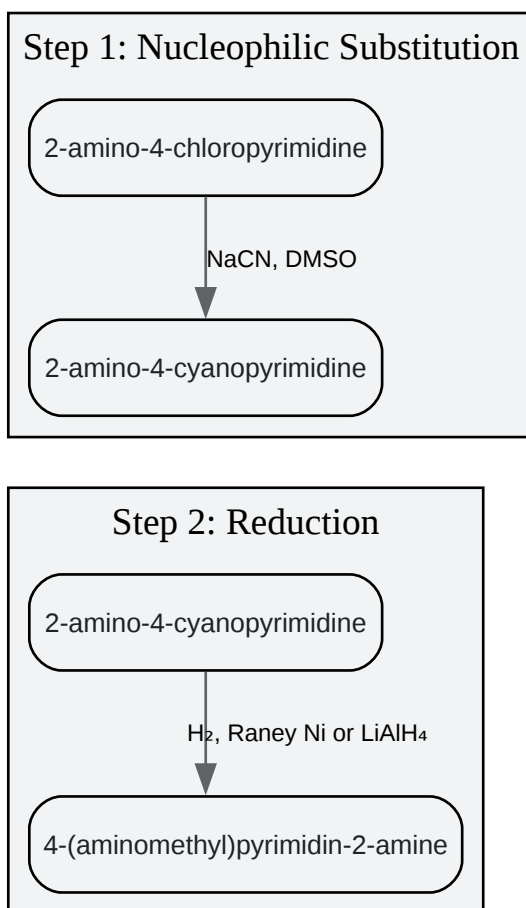 Step 1: Nucleophilic Substitution
2-amino-4-chloropyrimidine
NaCN, DMSO
2-amino-4-cyanopyrimidine
Step 2: Reduction
2-amino-4-cyanopyrimidine
H₂, Raney Ni or LiAlH₄
4-(aminomethyl)pyrimidin-2-amine